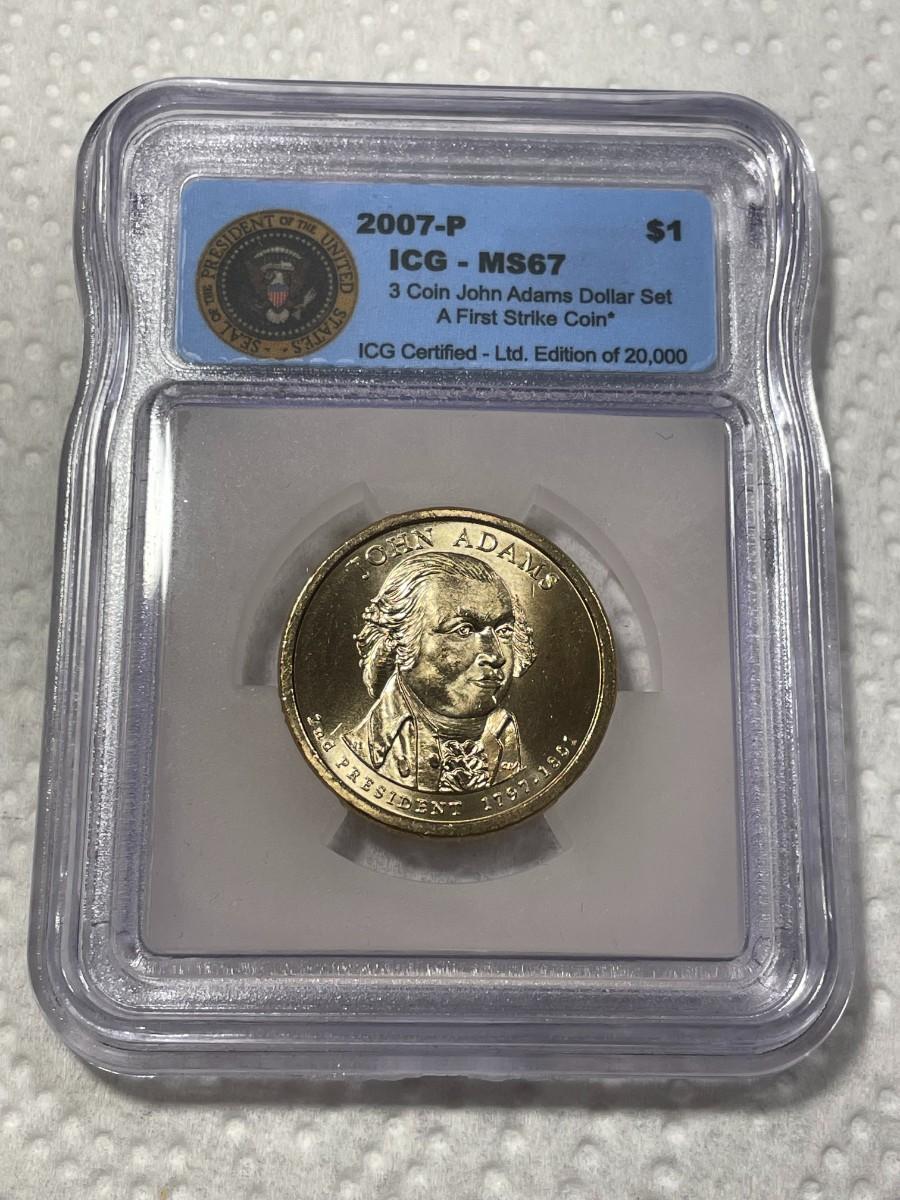 SEAL OF THE PRESIDENT OF THE UNITED STATES
2007-P
$1
ICG - MS67
3 Coin John Adams Dollar Set
A First Strike Coin*
ICG Certified - Ltd. Edition of 20,000
JOHN ADAMS
2nd PRESIDENT 1797-1801